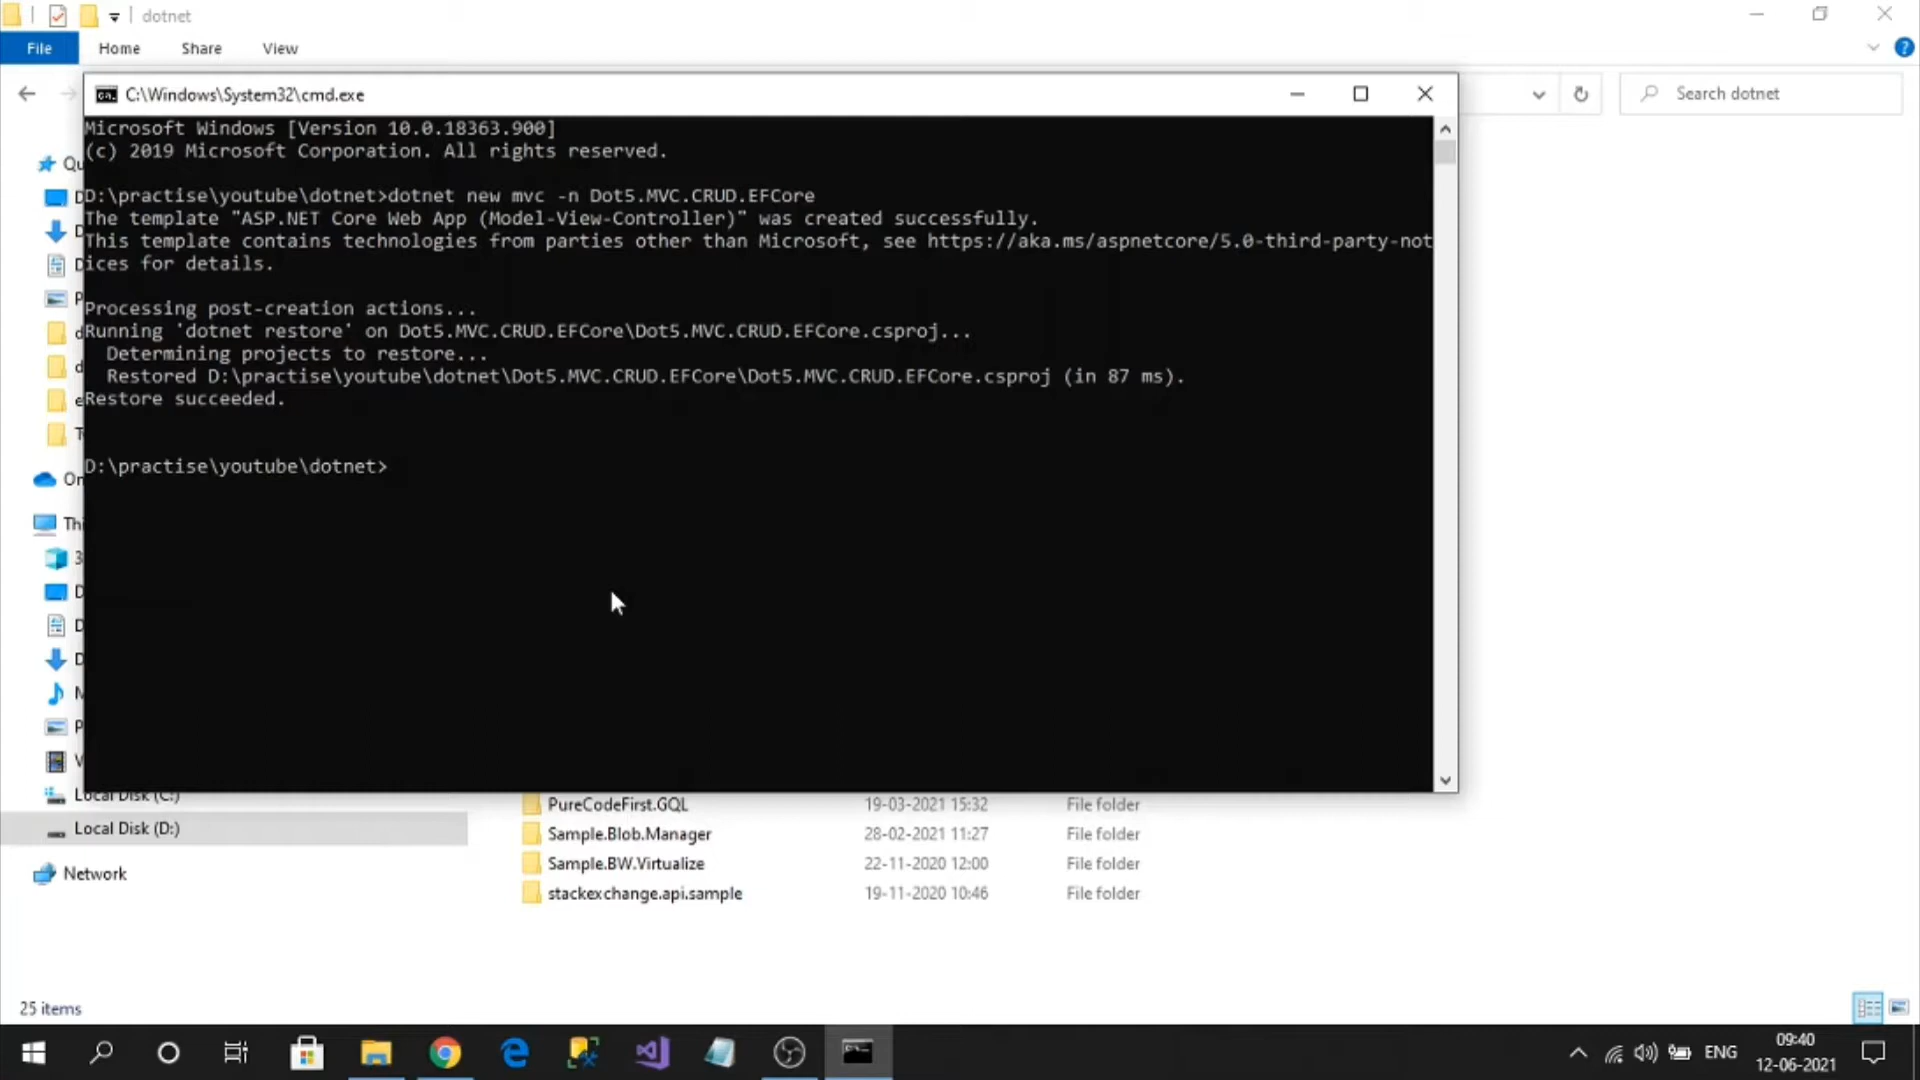 dotnet
File Home Share View
C:\Windows\System32\cmd.exe
Search dotnet
Microsoft Windows [Version 10.0.18363.900]
(c) 2019 Microsoft Corporation. All rights reserved.
D:\practise\youtube\dotnet>dotnet new mvc -n Dot5.MVC.CRUD.EFCore
The template "ASP.NET Core Web App (Model-View-Controller)" was created successfully.
This template contains technologies from parties other than Microsoft, see https://aka.ms/aspnetcore/5.0-third-party-not
ices for details.
Processing post-creation actions...
Running 'dotnet restore' on Dot5.MVC.CRUD.EFCore\Dot5.MVC.CRUD.EFCore.csproj...
Determining projects to restore...
Restored D:\practise\youtube\dotnet\Dot5.MVC.CRUD.EFCore\Dot5.MVC.CRUD.EFCore.csproj (in 87 ms).
Restore succeeded.
D:\practise\youtube\dotnet>
Local Disk (C:)
Local Disk (D:)
Network
PureCodeFirst.GQL 19-03-2021 15:32 File folder
Sample.Blob.Manager 28-02-2021 11:27 File folder
Sample.BW.Virtualize 22-11-2020 12:00 File folder
stackexchange.api.sample 19-11-2020 10:46 File folder
25 items
ENG
09:40
12-06-2021